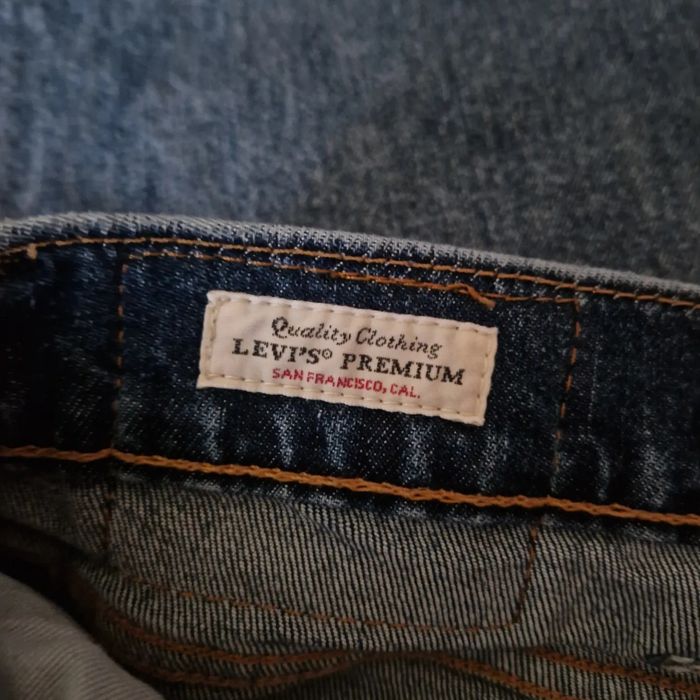 Quality Clothing
LEVI'S® PREMIUM
SAN FRANCISCO, CAL.